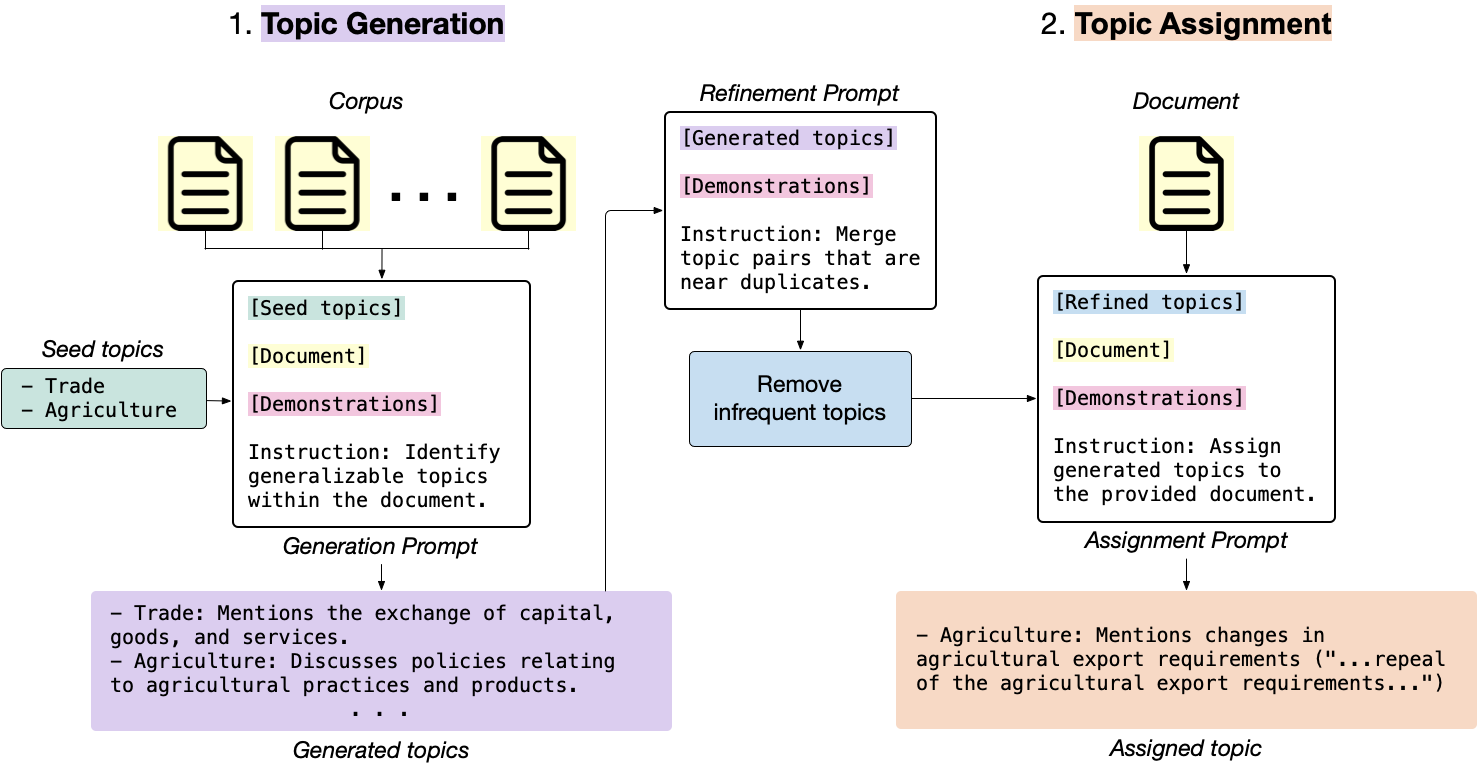 1. Topic Generation
Corpus
Seed topics
– Trade
– Agriculture
[Seed topics]
[Document]
[Demonstrations]
Instruction: Identify
generalizable topics
within the document.
Generation Prompt
– Trade: Mentions the exchange of capital,
goods, and services.
– Agriculture: Discusses policies relating
to agricultural practices and products.
. . .
Generated topics
Refinement Prompt
[Generated topics]
[Demonstrations]
Instruction: Merge
topic pairs that are
near duplicates.
Remove
infrequent topics
2. Topic Assignment
Document
[Refined topics]
[Document]
[Demonstrations]
Instruction: Assign
generated topics to
the provided document.
Assignment Prompt
– Agriculture: Mentions changes in
agricultural export requirements ("...repeal
of the agricultural export requirements...")
Assigned topic